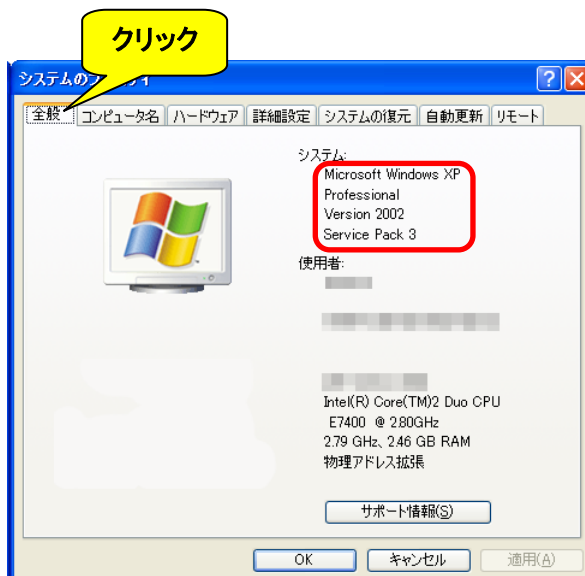 クリック
システムのプロパティ
全般 コンピュータ名 ハードウェア 詳細設定 システムの復元 自動更新 リモート
システム:
Microsoft Windows XP
Professional
Version 2002
Service Pack 3
使用者:
Intel(R) Core(TM)2 Duo CPU
E7400 @ 2.80GHz
2.79 GHz、2.46 GB RAM
物理アドレス拡張
サポート情報(S)
OK キャンセル 適用(A)